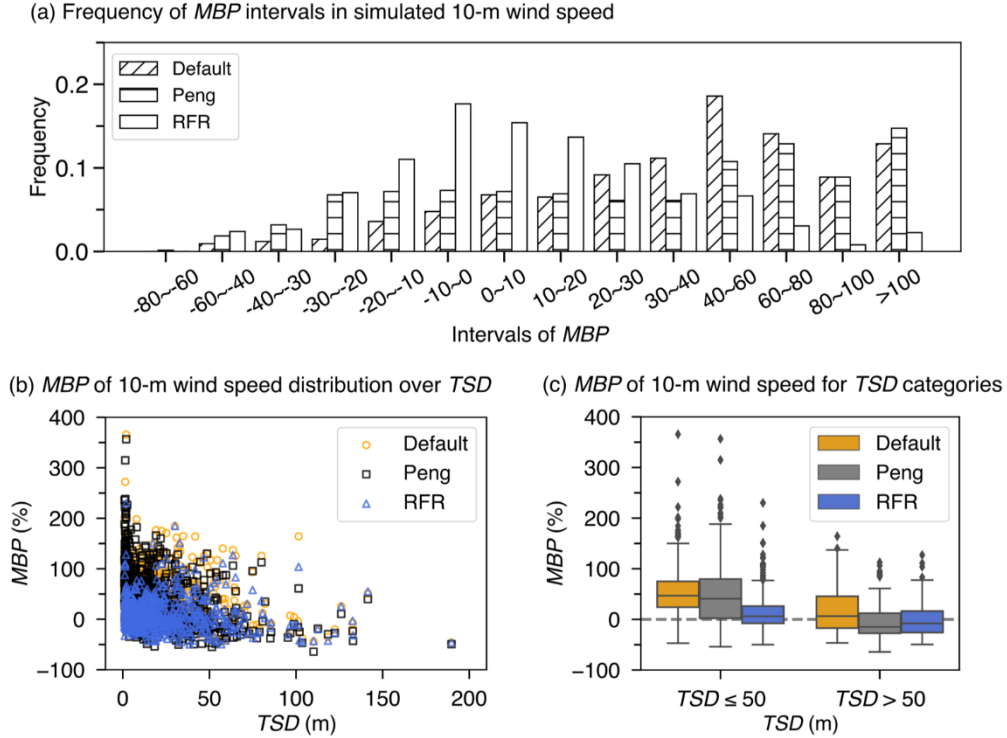 (a) Frequency of MBP intervals in simulated 10-m wind speed
Default
Peng
RFR
Frequency
0.2
0.1
0.0
-80~-60
-60~-40
-40~-30
-30~-20
-20~-10
-10~0
0~10
10~20
20~30
30~40
40~60
60~80
80~100
>100
Intervals of MBP
(b) MBP of 10-m wind speed distribution over TSD
MBP (%)
400
300
200
100
0
−100
Default
Peng
RFR
0
50
100
150
200
TSD (m)
(c) MBP of 10-m wind speed for TSD categories
MBP (%)
400
300
200
100
0
−100
Default
Peng
RFR
TSD ≤ 50
TSD > 50
TSD (m)